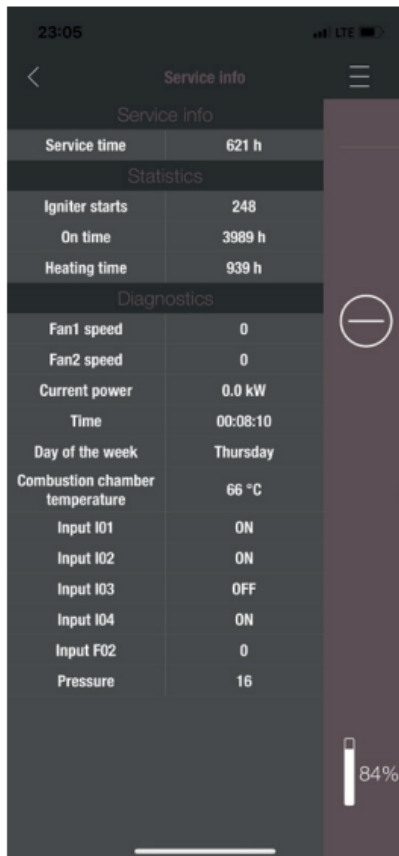 23:05 LTE
Service info
Service info
Service time 621 h
Statistics
Igniter starts 248
On time 3989 h
Heating time 939 h
Diagnostics
Fan1 speed 0
Fan2 speed 0
Current power 0.0 kW
Time 00:08:10
Day of the week Thursday
Combustion chamber
temperature 66 °C
Input I01 ON
Input I02 ON
Input I03 OFF
Input I04 ON
Input F02 0
Pressure 16
84%